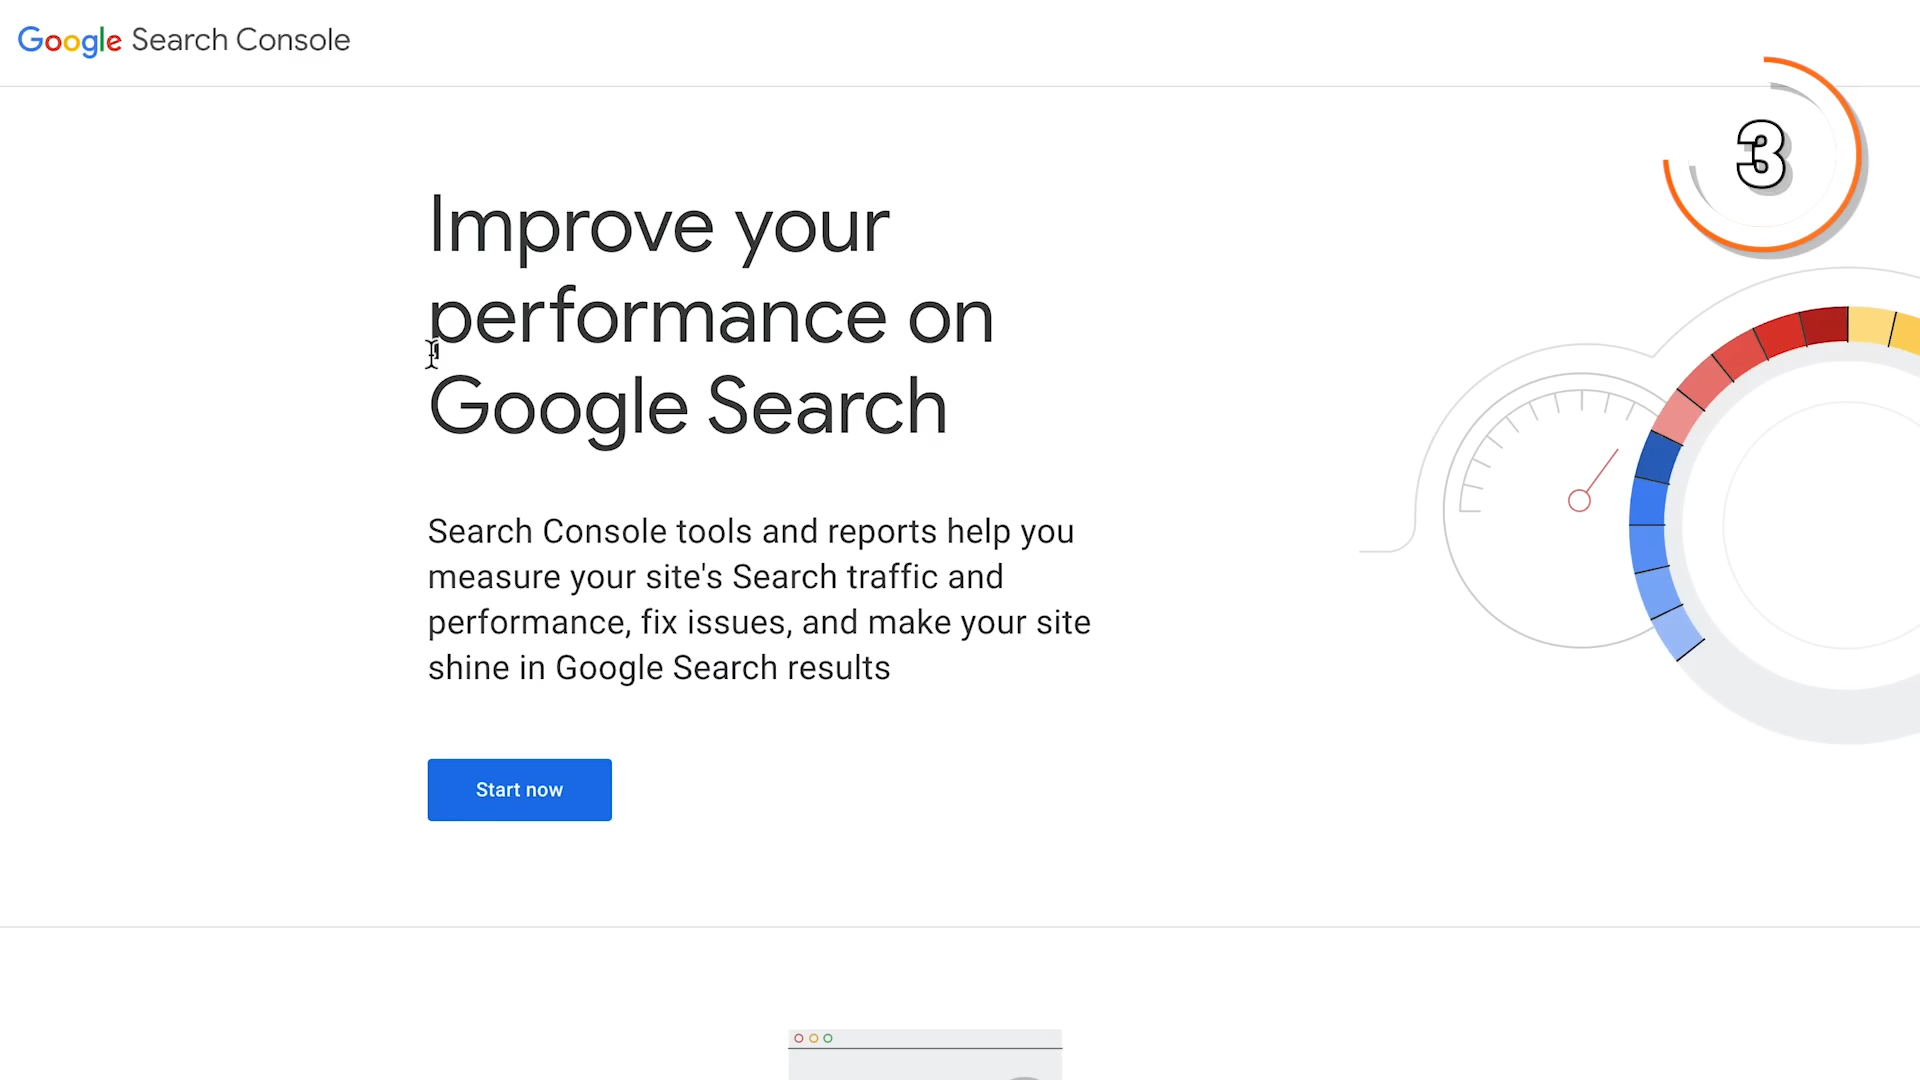 Google Search Console
3
Improve your
performance on
Google Search
Search Console tools and reports help you
measure your site's Search traffic and
performance, fix issues, and make your site
shine in Google Search results
Start now